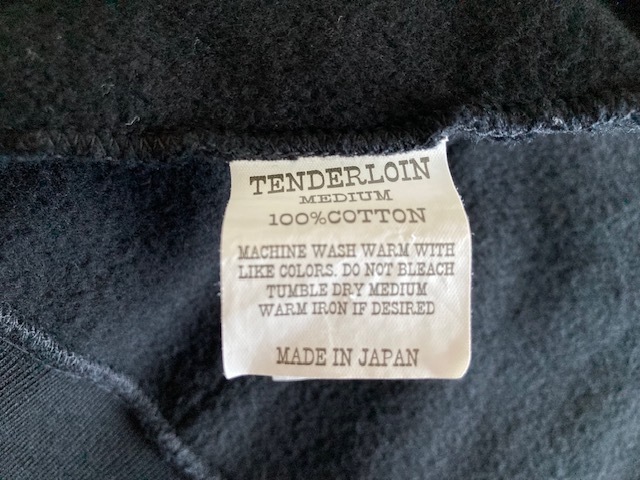 TENDERLOIN
MEDIUM
100%COTTON
MACHINE WASH WARM WITH
LIKE COLORS. DO NOT BLEACH
TUMBLE DRY MEDIUM
WARM IRON IF DESIRED
MADE IN JAPAN